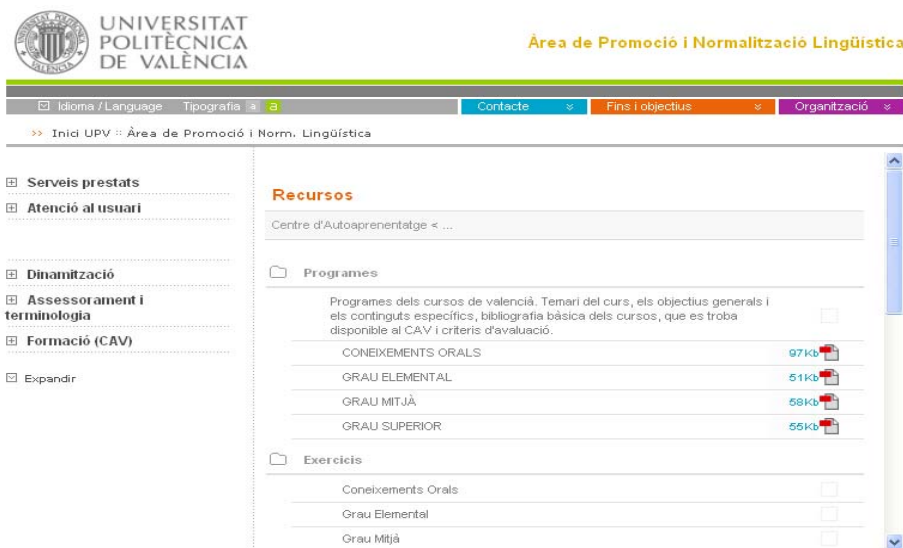 UNIVERSITAT
POLITÈCNICA
DE VALÈNCIA
Àrea de Promoció i Normalització Lingüística
Idioma / Language Tipografia a a Contacte Fins i objectius Organització
>> Inici UPV :: Àrea de Promoció i Norm. Lingüística
Serveis prestats
Atenció al usuari
Dinamització
Assessorament i
terminologia
Formació (CAV)
Expandir
Recursos
Centre d'Autoaprenentatge < ...
Programes
Programes dels cursos de valencià. Temari del curs, els objectius generals i
els continguts específics, bibliografia bàsica dels cursos, que es troba
disponible al CAV i criteris d'avaluació.
CONEIXEMENTS ORALS 97Kb
GRAU ELEMENTAL 51Kb
GRAU MITJÀ 58Kb
GRAU SUPERIOR 55Kb
Exercicis
Coneixements Orals
Grau Elemental
Grau Mitjà